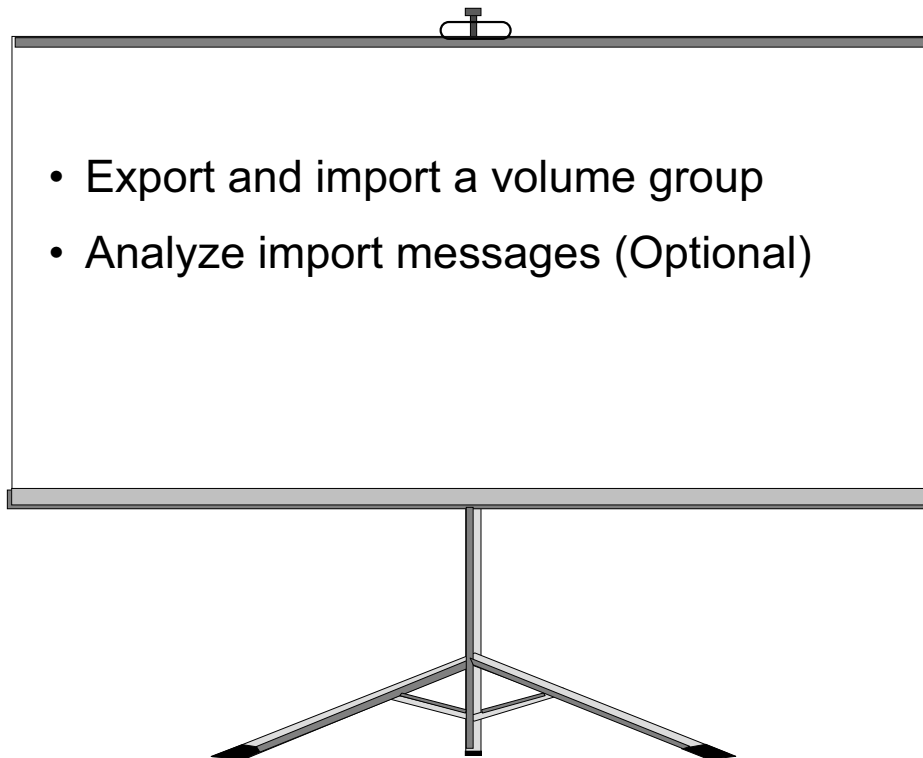 • Export and import a volume group
• Analyze import messages (Optional)